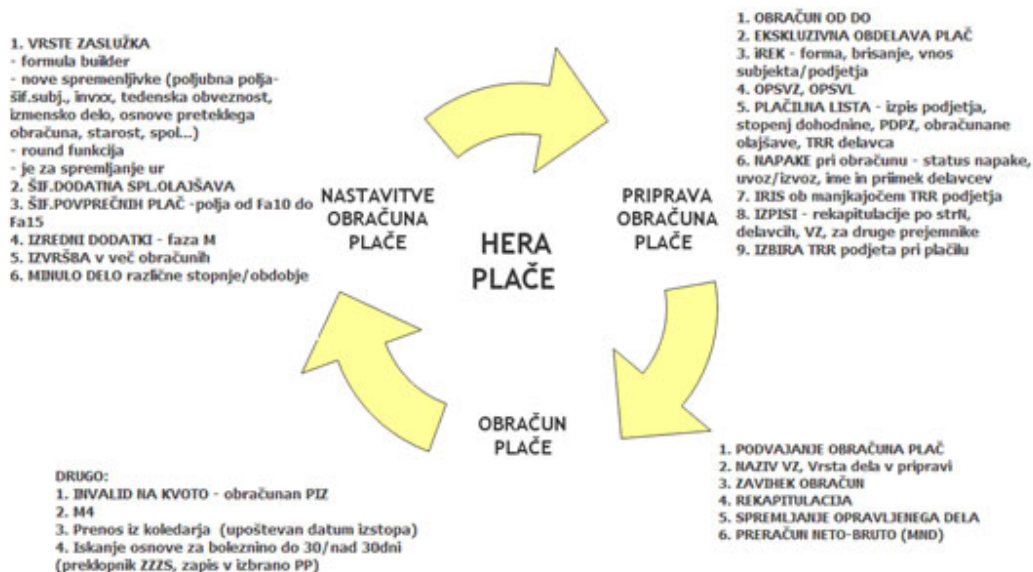 1. VRSTE ZASLUŽKA
- formula builder
- nove spremenljivke (poljubna polja-
šif.subj., invxx, tedenska obveznost,
izmensko delo, osnove preteklega
obračuna, starost, spol...)
- round funkcija
- je za spremljanje ur
2. ŠIF.DODATNA SPL.OLAJŠAVA
3. ŠIF.POVPREČNIH PLAČ -polja od Fa10 do
Fa15
4. IZREDNI DODATKI - faza M
5. IZVRŠBA v več obračunih
6. MINULO DELO različne stopnje/obdobje
NASTAVITVE
OBRAČUNA
PLAČE
HERA
PLAČE
PRIPRAVA
OBRAČUNA
PLAČE
1. OBRAČUN OD DO
2. EKSKLUZIVNA OBDELAVA PLAČ
3. iREK - forma, brisanje, vnos
subjekta/podjetja
4. OPSVZ, OPSVL
5. PLAČILNA LISTA - izpis podjetja,
stopenj dohodnine, PDPZ, obračunane
olajšave, TRR delavca
6. NAPAKE pri obračunu - status napake,
uvoz/izvoz, ime in priimek delavcev
7. IRIS ob manjkajočem TRR podjetja
8. IZPISI - rekapitulacije po strN,
delavcih, VZ, za druge prejemnike
9. IZBIRA TRR podjeta pri plačilu
OBRAČUN
PLAČE
1. PODVAJANJE OBRAČUNA PLAČ
2. NAZIV VZ, Vrsta dela v pripravi
3. ZAVIHEK OBRAČUN
4. REKAPITULACIJA
5. SPREMLJANJE OPRAVLJENEGA DELA
6. PRERAČUN NETO-BRUTO (MND)
DRUGO:
1. INVALID NA KVOTO - obračunan PIZ
2. M4
3. Prenos iz koledarja (upoštevan datum izstopa)
4. Iskanje osnove za boleznino do 30/nad 30dni
(preklopnik ZZZS, zapis v izbrano PP)